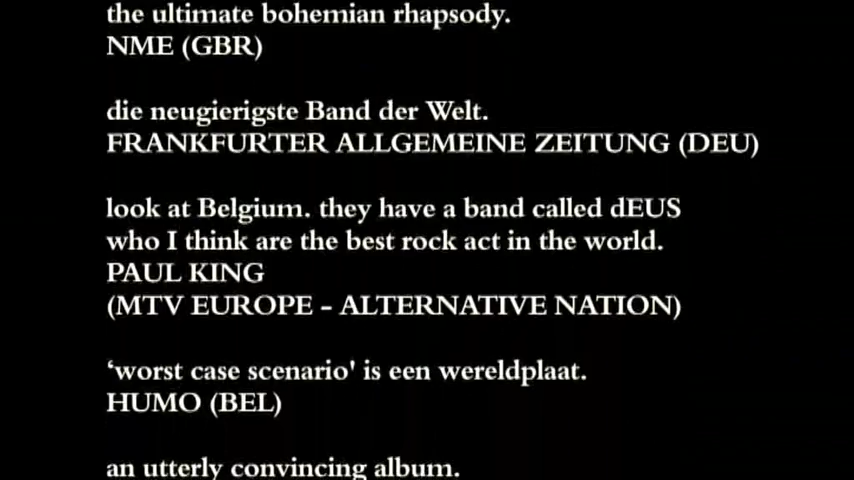 the ultimate bohemian rhapsody.
NME (GBR)
die neugierigste Band der Welt.
FRANKFURTER ALLGEMEINE ZEITUNG (DEU)
look at Belgium. they have a band called dEUS
who I think are the best rock act in the world.
PAUL KING
(MTV EUROPE - ALTERNATIVE NATION)
‘worst case scenario' is een wereldplaat.
HUMO (BEL)
an utterly convincing album.